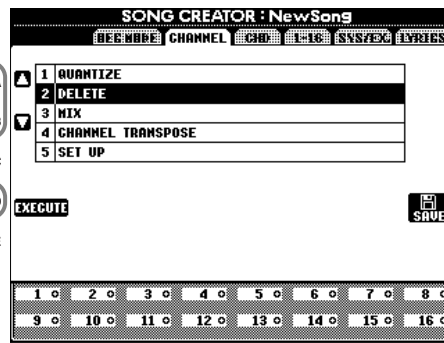 SONG CREATOR : NewSong
REC MODE CHANNEL CHD 1-16 SYS/EX. LYRICS
1 QUANTIZE
2 DELETE
3 MIX
4 CHANNEL TRANSPOSE
5 SET UP
EXECUTE
SAVE
1 2 3 4 5 6 7 8
9 10 11 12 13 14 15 16